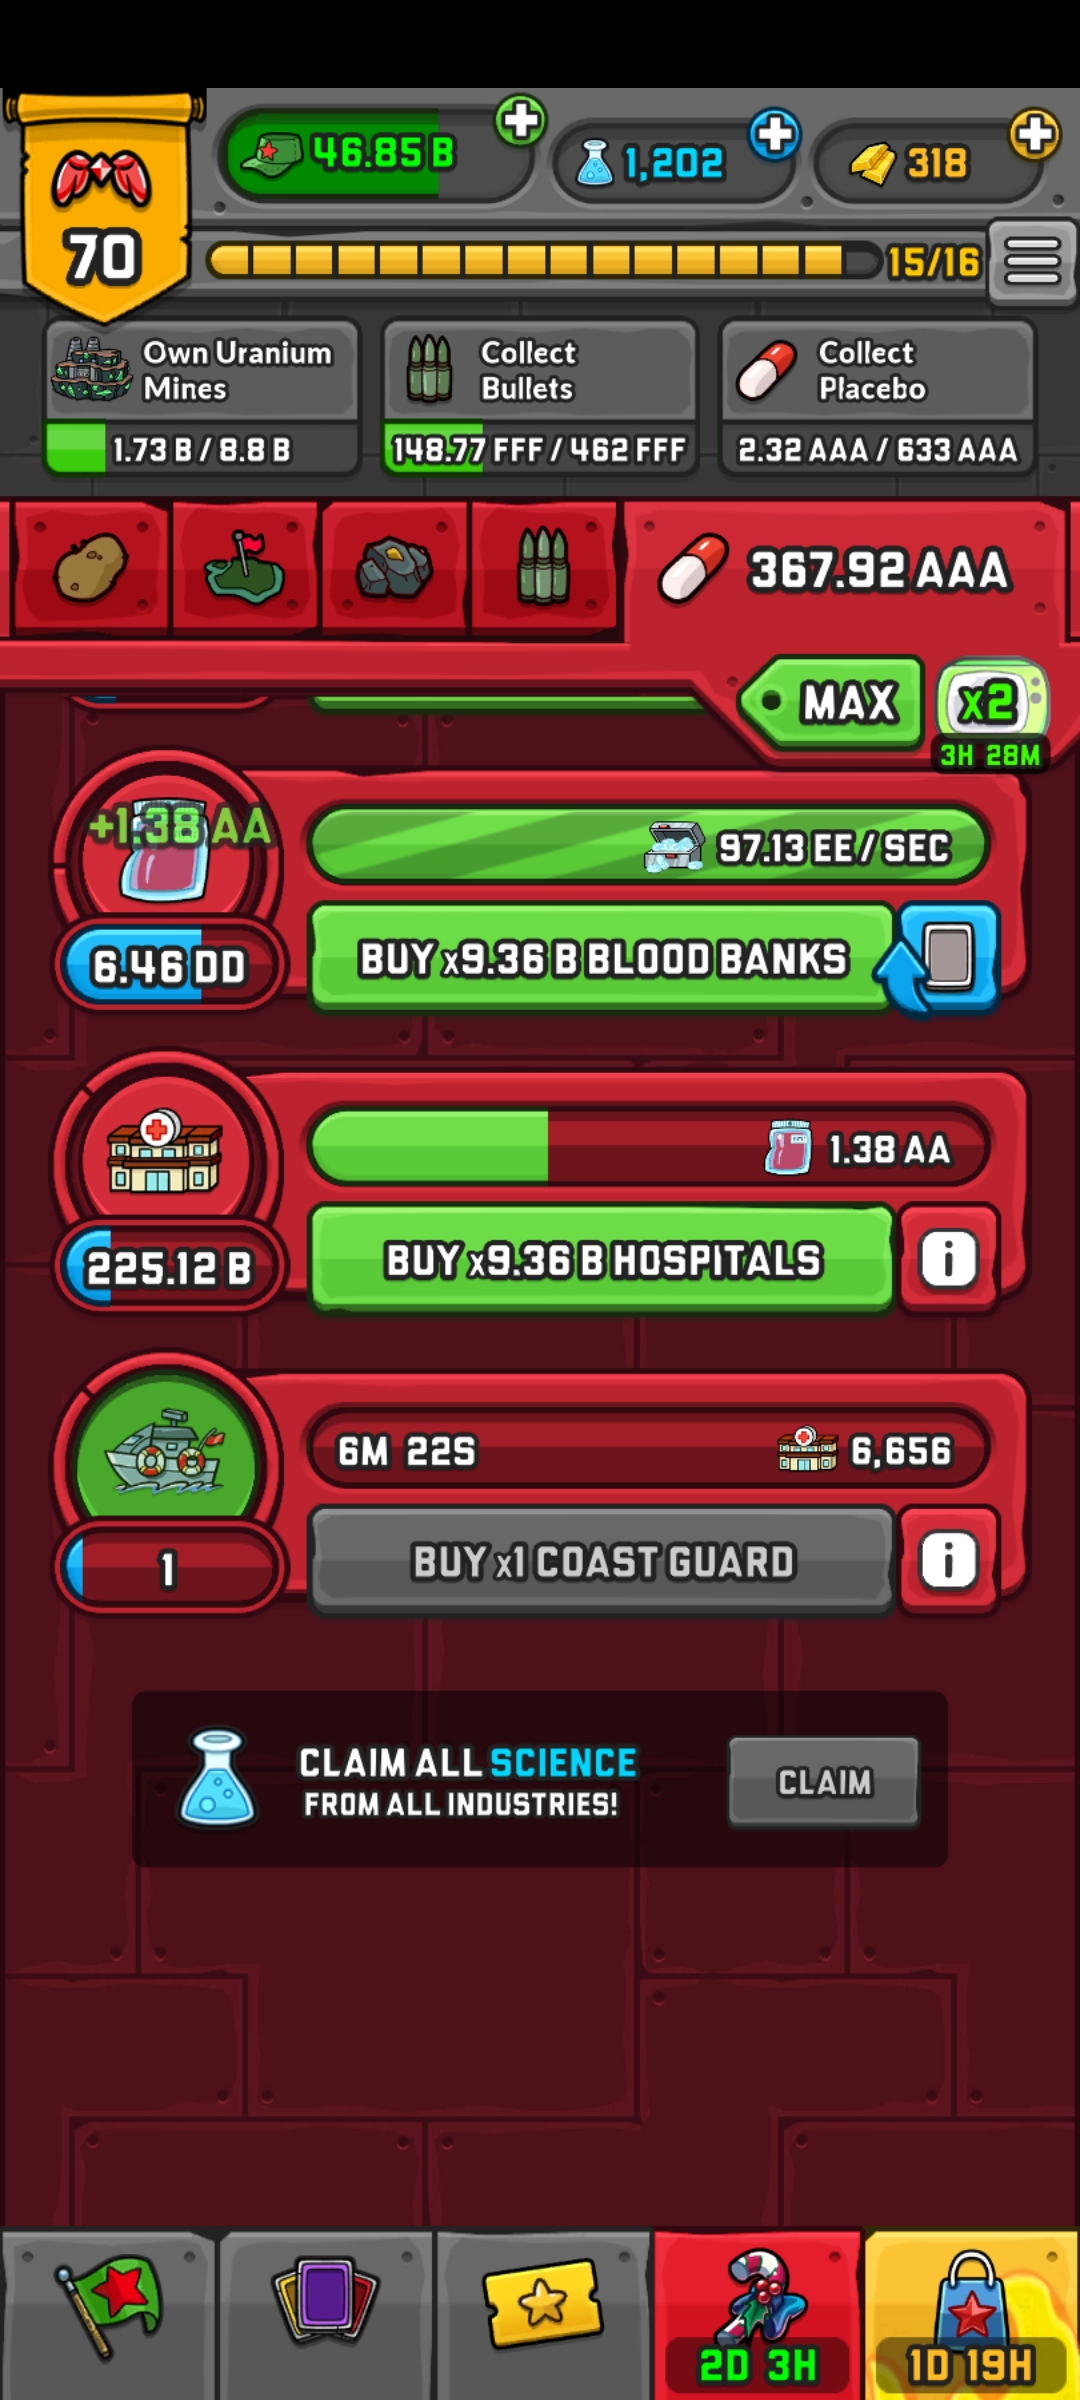 46.85 B
1,202
318
70
15/16
Own Uranium
Mines
1.73 B / 8.8 B
Collect
Bullets
148.77 FFF / 462 FFF
Collect
Placebo
2.32 AAA / 633 AAA
367.92 AAA
MAX
x2
3H 28M
+1.38 AA
97.13 EE / SEC
6.46 DD
BUY x9.36 B BLOOD BANKS
1.38 AA
225.12 B
BUY x9.36 B HOSPITALS
i
6M 22S
6,656
1
BUY x1 COAST GUARD
i
CLAIM ALL SCIENCE
FROM ALL INDUSTRIES!
CLAIM
2D 3H
1D 19H